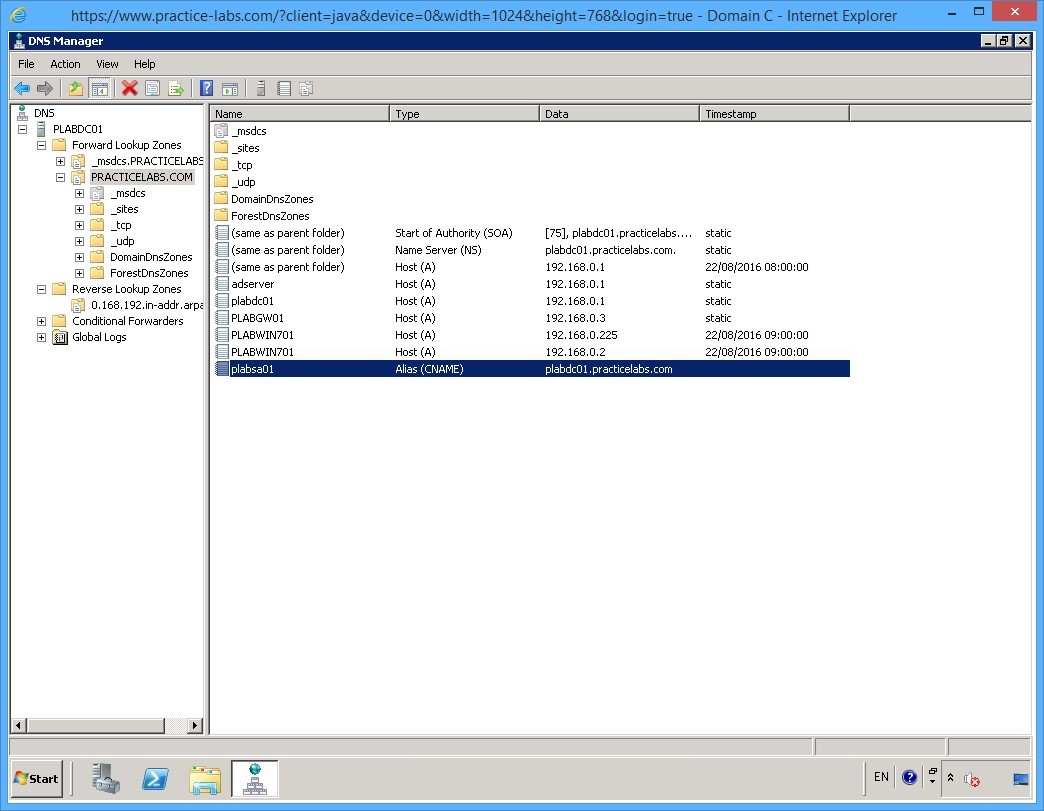 https://www.practice-labs.com/?client=java&device=0&width=1024&height=768&login=true - Domain C - Internet Explorer
DNS Manager
File Action View Help
DNS
PLABDC01
Forward Lookup Zones
_msdcs.PRACTICELABS
PRACTICELABS.COM
_msdcs
_sites
_tcp
_udp
DomainDnsZones
ForestDnsZones
Reverse Lookup Zones
0.168.192.in-addr.arpa
Conditional Forwarders
Global Logs
Name Type Data Timestamp
_msdcs
_sites
_tcp
_udp
DomainDnsZones
ForestDnsZones
(same as parent folder) Start of Authority (SOA) [75], plabdc01.practicelabs.... static
(same as parent folder) Name Server (NS) plabdc01.practicelabs.com. static
(same as parent folder) Host (A) 192.168.0.1 22/08/2016 08:00:00
adserver Host (A) 192.168.0.1 static
plabdc01 Host (A) 192.168.0.1 static
PLABGW01 Host (A) 192.168.0.3 static
PLABWIN701 Host (A) 192.168.0.225 22/08/2016 09:00:00
PLABWIN701 Host (A) 192.168.0.2 22/08/2016 09:00:00
plabsa01 Alias (CNAME) plabdc01.practicelabs.com
Start EN